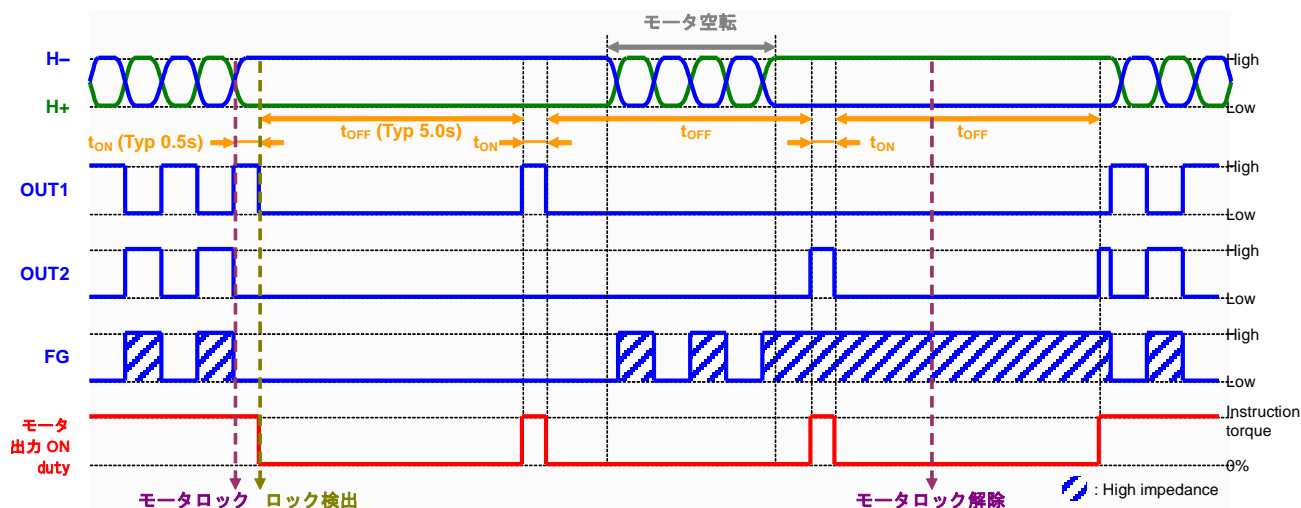 モータ空転
H–
High
H+
Low
tON (Typ 0.5s)
tOFF (Typ 5.0s)
tON
tOFF
tON
tOFF
OUT1
High
Low
OUT2
High
Low
FG
High
Low
モータ
出力 ON
duty
Instruction
torque
0%
モータロック
ロック検出
モータロック解除
: High impedance